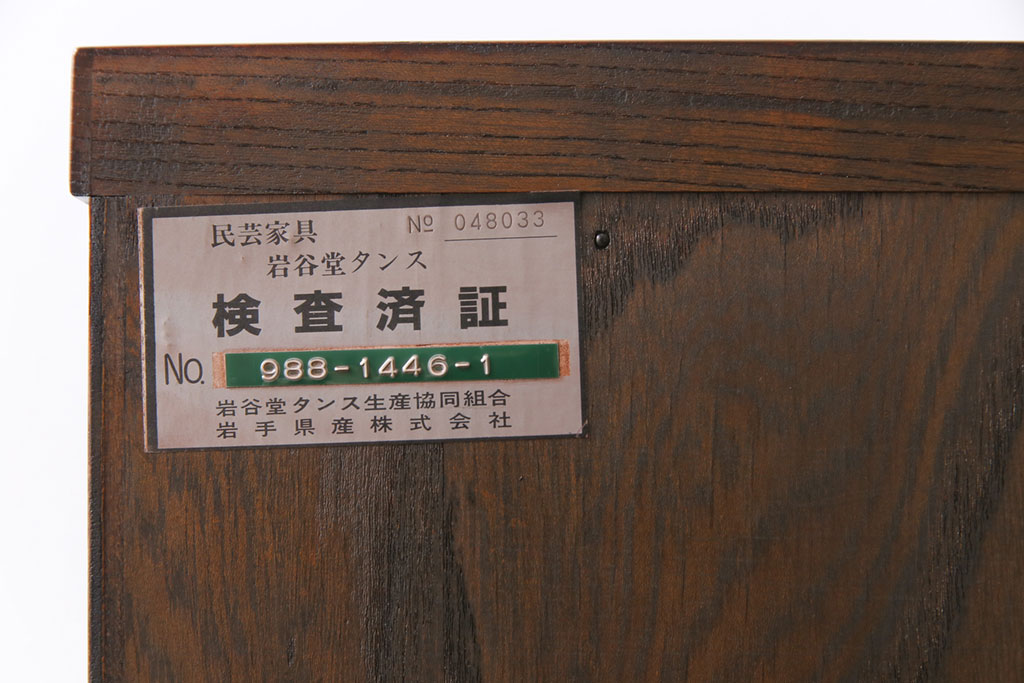 民芸家具 № 048033
岩谷堂タンス
検査済証
No. 988-1446-1
岩谷堂タンス生産協同組合
岩手県産株式会社